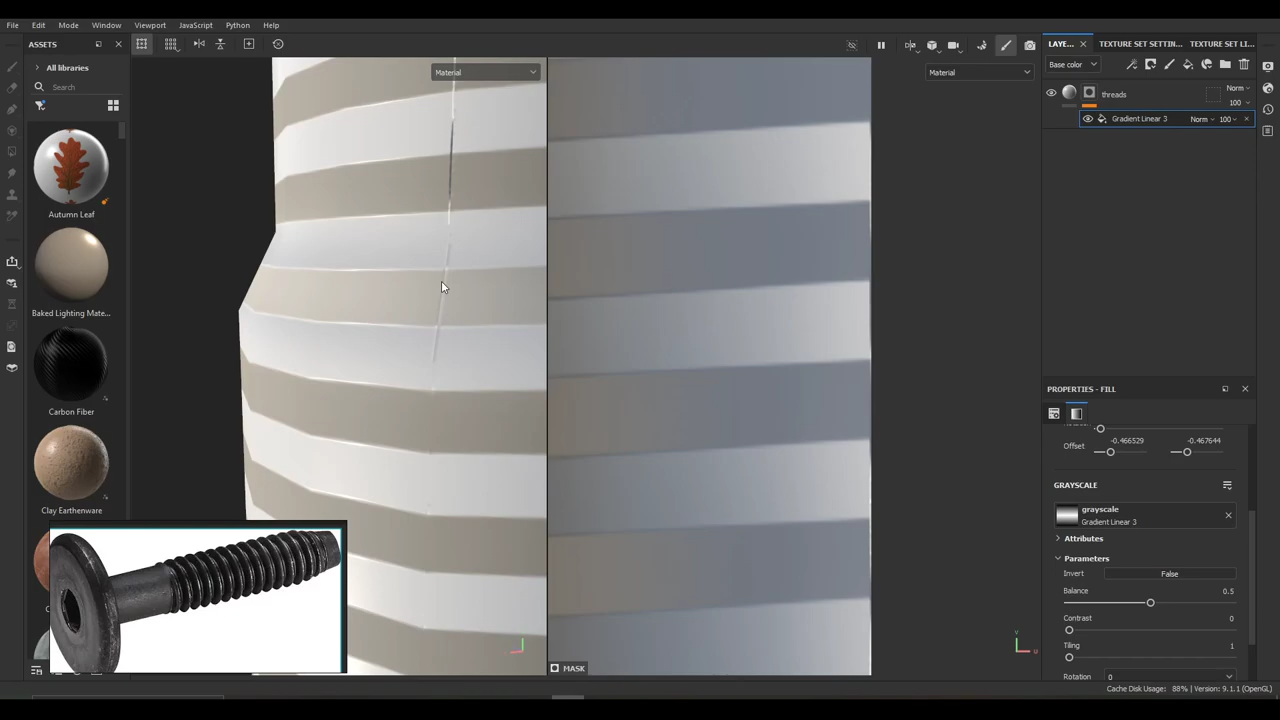 File Edit Mode Window Viewport JavaScript Python Help
ASSETS
All libraries
Search
Autumn Leaf
Baked Lighting Mate...
Carbon Fiber
Clay Earthenware
Material
Material
MASK
LAYE... TEXTURE SET SETTIN... TEXTURE SET LI...
Base color
threads
Norm
100
Gradient Linear 3 Norm 100
PROPERTIES - FILL
Offset -0.466529 -0.467644
GRAYSCALE
grayscale
Gradient Linear 3
Attributes
Parameters
Invert False
Balance 0.5
Contrast 0
Tiling 1
Rotation 0
Cache Disk Usage: 88% | Version: 9.1.1 (OpenGL)